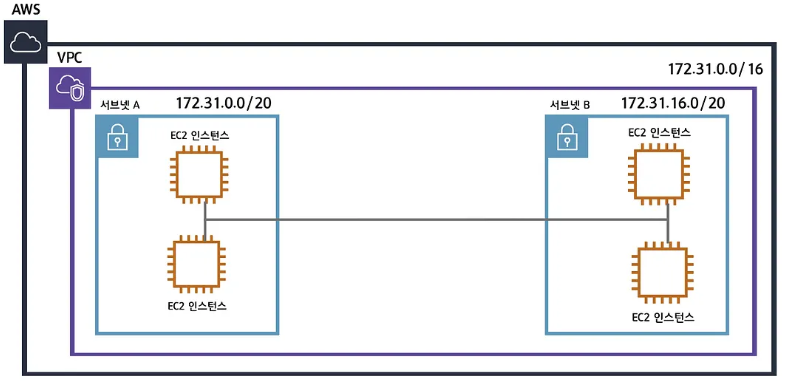 AWS
VPC
172.31.0.0/16
서브넷 A
172.31.0.0/20
서브넷 B
172.31.16.0/20
EC2 인스턴스
EC2 인스턴스
EC2 인스턴스
EC2 인스턴스